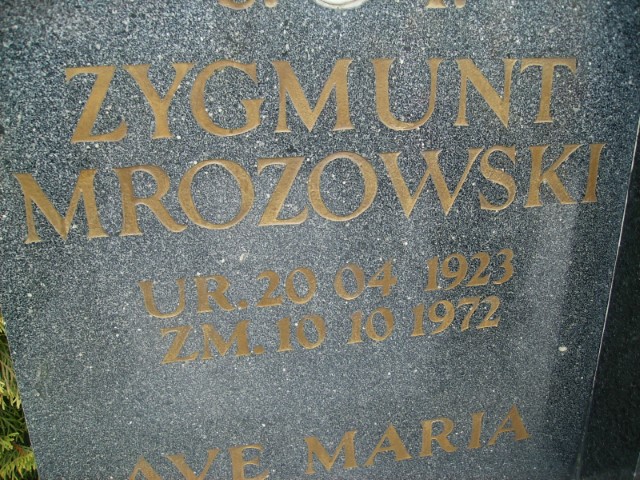 ZYGMUNT
MROZOWSKI
UR. 20 04 1923
ZM. 10 10 1972
AVE MARIA